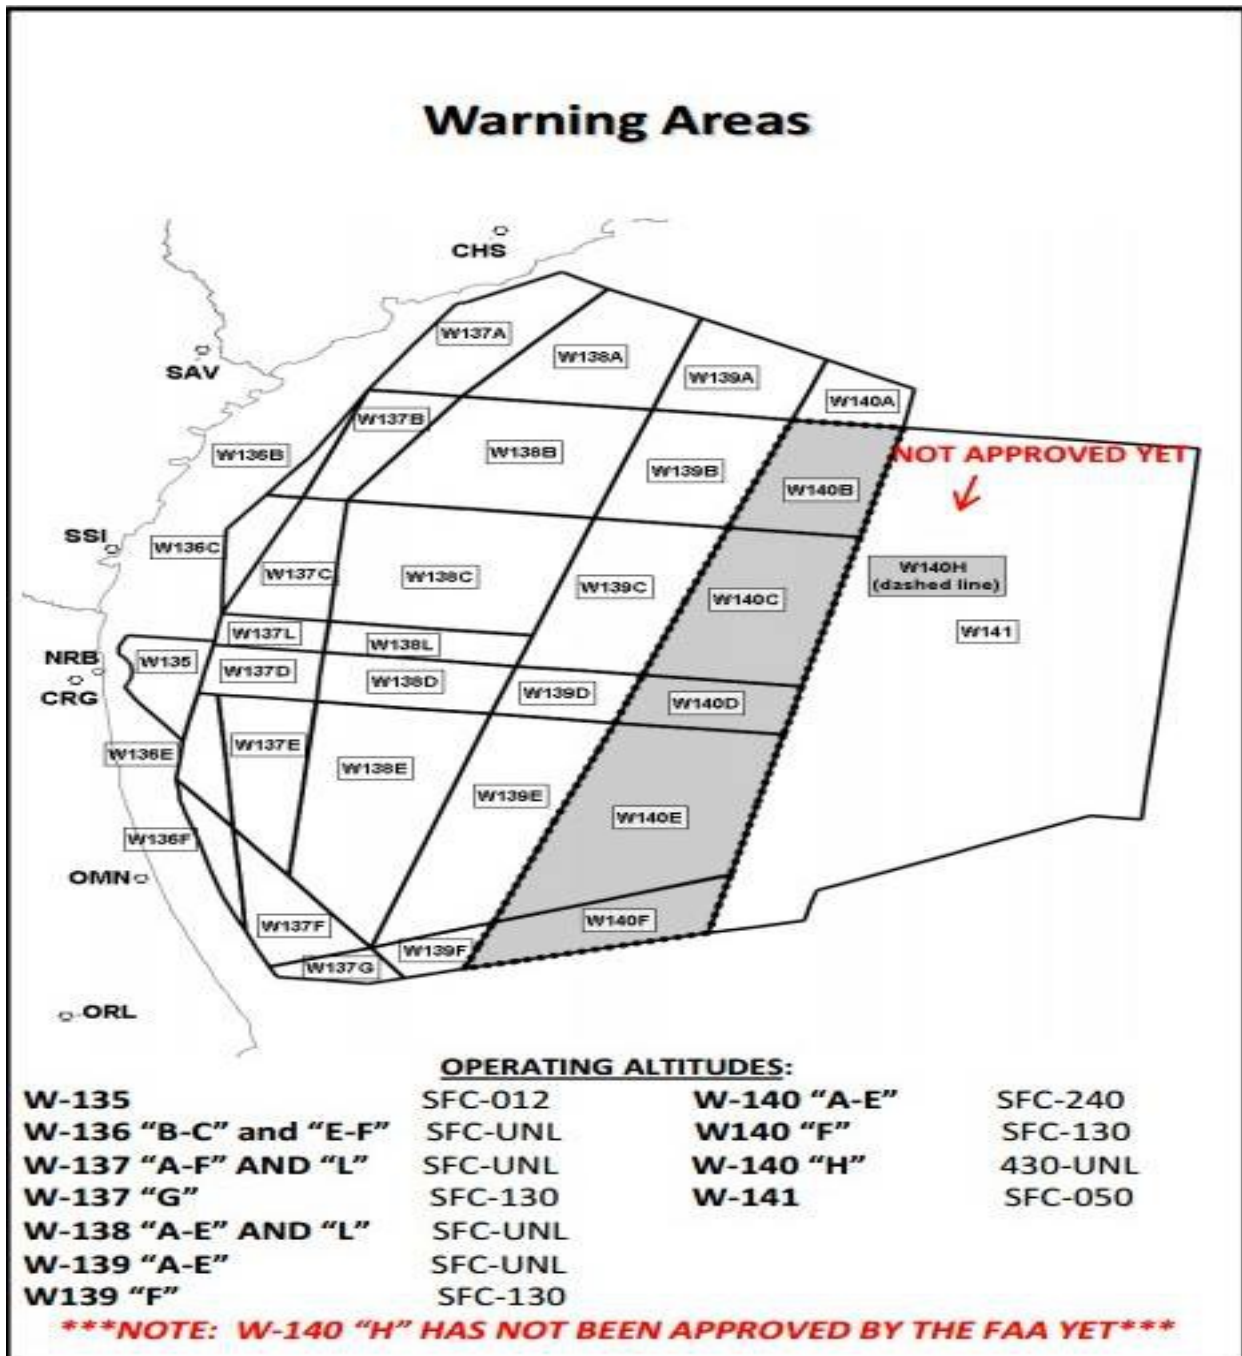 Warning Areas
CHS
W137A
W138A
SAV
W139A
W140A
W137B
W136B
W138B
NOT APPROVED YET
W139B
W140B
SSI
W136C
W137C
W138C
W139C
W140C
W140H
(dashed line)
W137L
W138L
W141
NRB
W135
W137D
W138D
CRG
W139D
W140D
W136E
W137E
W138E
W139E
W140E
W136F
OMN
W137F
W140F
W139F
W137G
ORL
OPERATING ALTITUDES:
W-135 SFC-012 W-140 “A-E” SFC-240
W-136 “B-C” and “E-F” SFC-UNL W140 “F” SFC-130
W-137 “A-F” AND “L” SFC-UNL W-140 “H” 430-UNL
W-137 “G” SFC-130 W-141 SFC-050
W-138 “A-E” AND “L” SFC-UNL
W-139 “A-E” SFC-UNL
W139 “F” SFC-130
***NOTE: W-140 “H” HAS NOT BEEN APPROVED BY THE FAA YET***